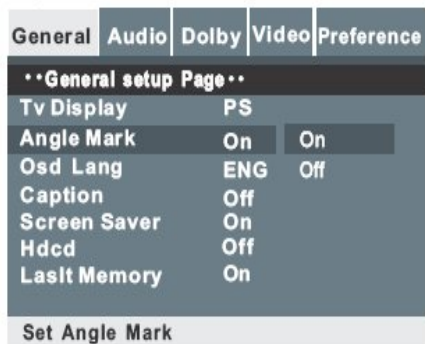 General Audio Dolby Video Preference
··General setup Page··
Tv Display PS
Angle Mark On On
Osd Lang ENG Off
Caption Off
Screen Saver On
Hdcd Off
Laslt Memory On
Set Angle Mark